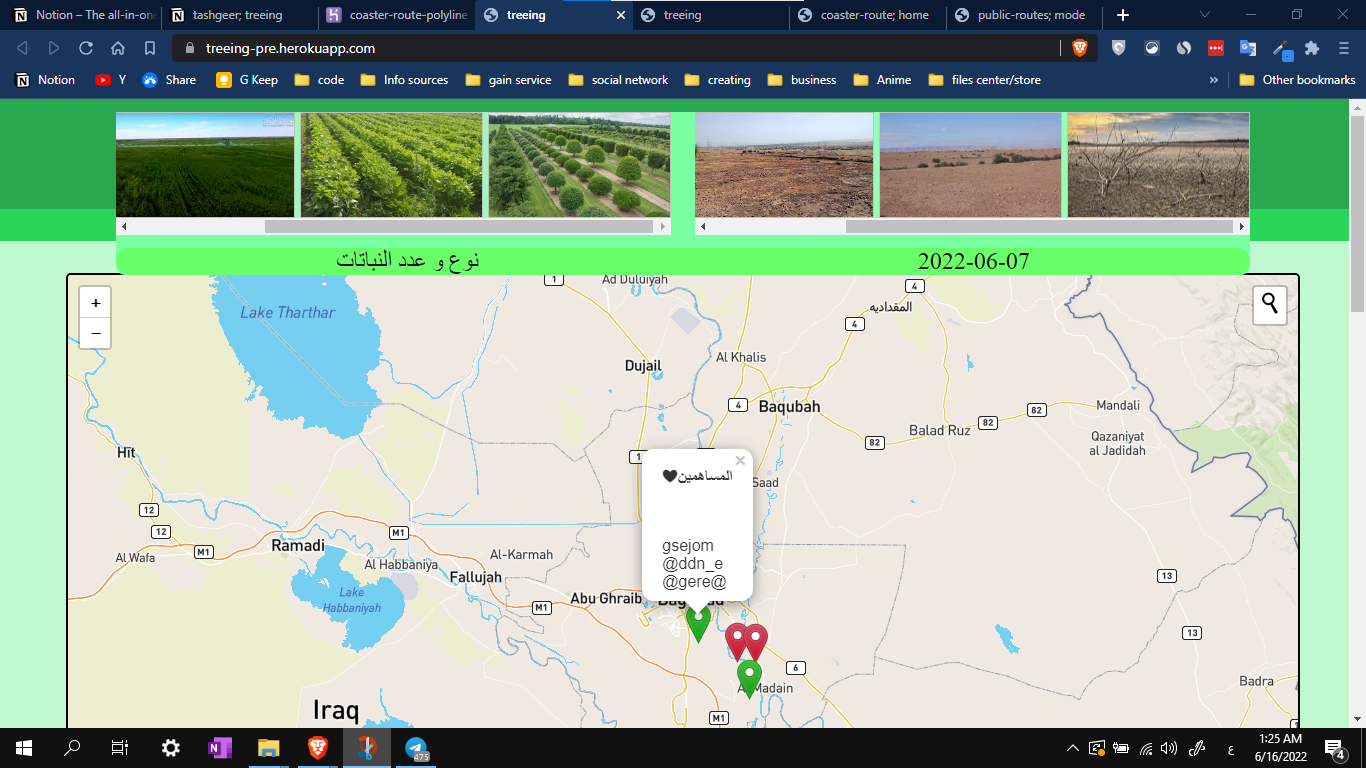 Notion – The all-in-one
tashgeer; treeing
coaster-route-polyline
treeing
treeing
coaster-route; home
public-routes; mode
treeing-pre.herokuapp.com
Notion
Y
Share
G Keep
code
Info sources
gain service
social network
creating
business
Anime
files center/store
»
Other bookmarks
نوع و عدد النباتات
2022-06-07
+
−
Lake Tharthar
1
Ad Duluiyah
4
المقداديه
4
Dujail
Al Khalis
4
Baqubah
82
Mandali
82
Balad Ruz
82
Qazaniyat
al Jadidah
Hīt
1
×
المساهمين🖤
Saad
12
12
M1
Ramadi
M1
Al Wafa
Al-Karmah
gsejom
@ddn_e
@gere@
Al Habbaniya
Fallujah
13
Lake
Habbaniyah
M1
Abu Ghraib
Baghdad
13
6
Al Madain
Badra
Iraq
M1
1
475
ع
1:25 AM
6/16/2022
4